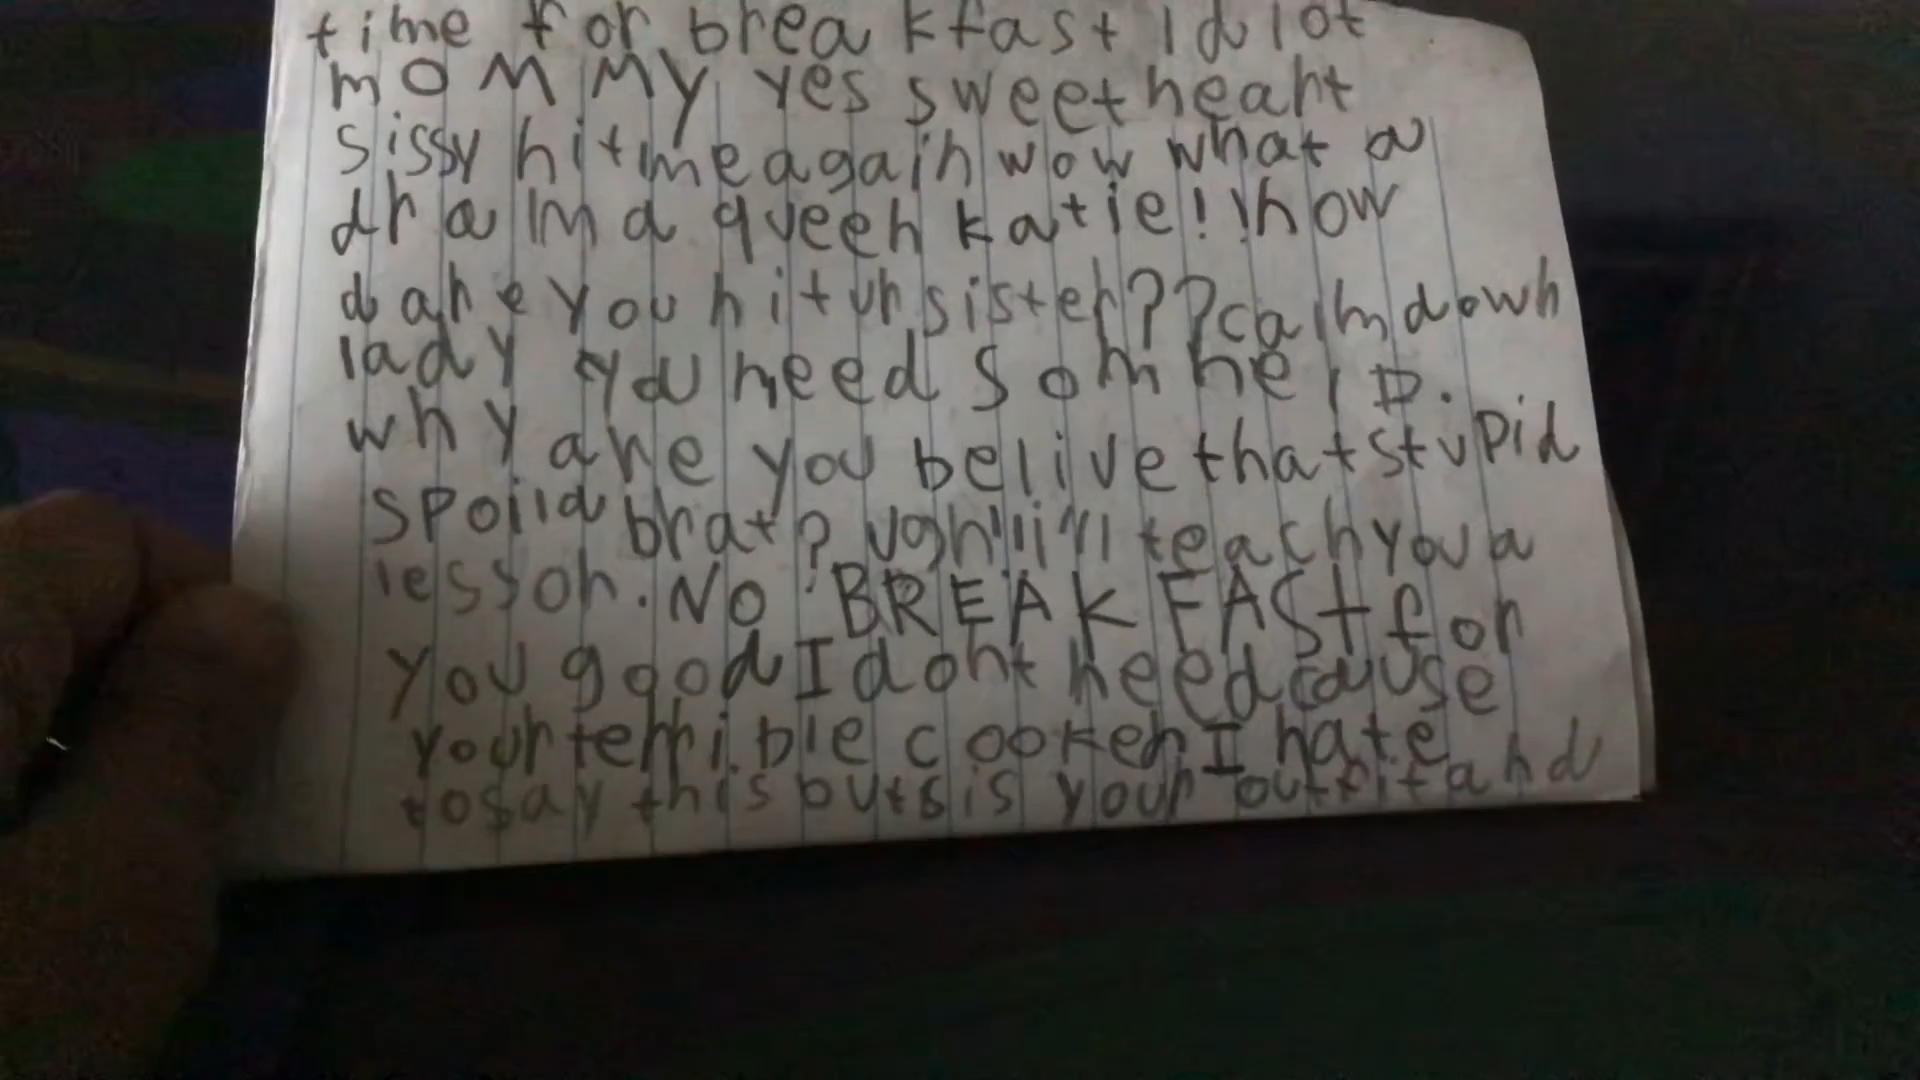 time for breakfast idiot
mOMMy yes sweetheart
sissy hit me again wow what a
drama queen katie! how
dare you hit ur sister?? calm down
lady you need som help.
why are you belive that stupid
spoild brat? ugh!! i'll teach you a
lesson. NO BREAKFASt for
you good I dont need cause
your terrible cooker I hate
to say this but is your outfit and